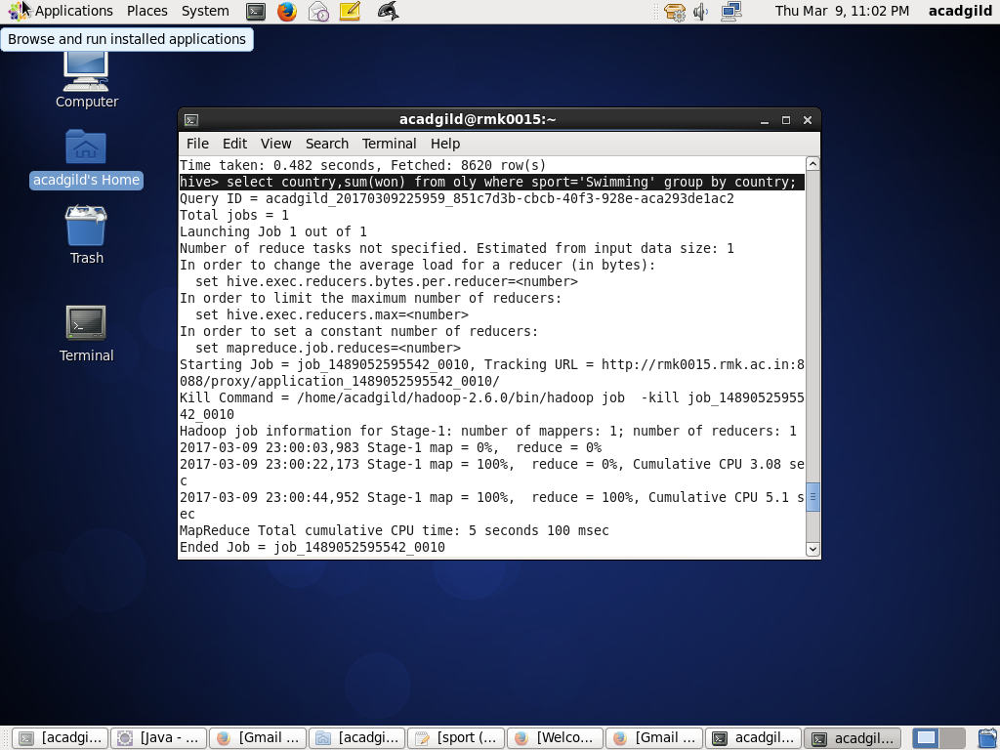 Applications Places System
Thu Mar 9, 11:02 PM acadgild
Browse and run installed applications
Computer
acadgild's Home
Trash
Terminal
acadgild@rmk0015:~
File Edit View Search Terminal Help
Time taken: 0.482 seconds, Fetched: 8620 row(s)
hive> select country,sum(won) from oly where sport='Swimming' group by country;
Query ID = acadgild_20170309225959_851c7d3b-cbcb-40f3-928e-aca293de1ac2
Total jobs = 1
Launching Job 1 out of 1
Number of reduce tasks not specified. Estimated from input data size: 1
In order to change the average load for a reducer (in bytes):
  set hive.exec.reducers.bytes.per.reducer=<number>
In order to limit the maximum number of reducers:
  set hive.exec.reducers.max=<number>
In order to set a constant number of reducers:
  set mapreduce.job.reduces=<number>
Starting Job = job_1489052595542_0010, Tracking URL = http://rmk0015.rmk.ac.in:8
088/proxy/application_1489052595542_0010/
Kill Command = /home/acadgild/hadoop-2.6.0/bin/hadoop job  -kill job_14890525955
42_0010
Hadoop job information for Stage-1: number of mappers: 1; number of reducers: 1
2017-03-09 23:00:03,983 Stage-1 map = 0%,  reduce = 0%
2017-03-09 23:00:22,173 Stage-1 map = 100%,  reduce = 0%, Cumulative CPU 3.08 se
c
2017-03-09 23:00:44,952 Stage-1 map = 100%,  reduce = 100%, Cumulative CPU 5.1 s
ec
MapReduce Total cumulative CPU time: 5 seconds 100 msec
Ended Job = job_1489052595542_0010
[acadgi... [Java - ... [Gmail ... [acadgi... [sport (... [Welco... [Gmail ... acadgil... acadgil...